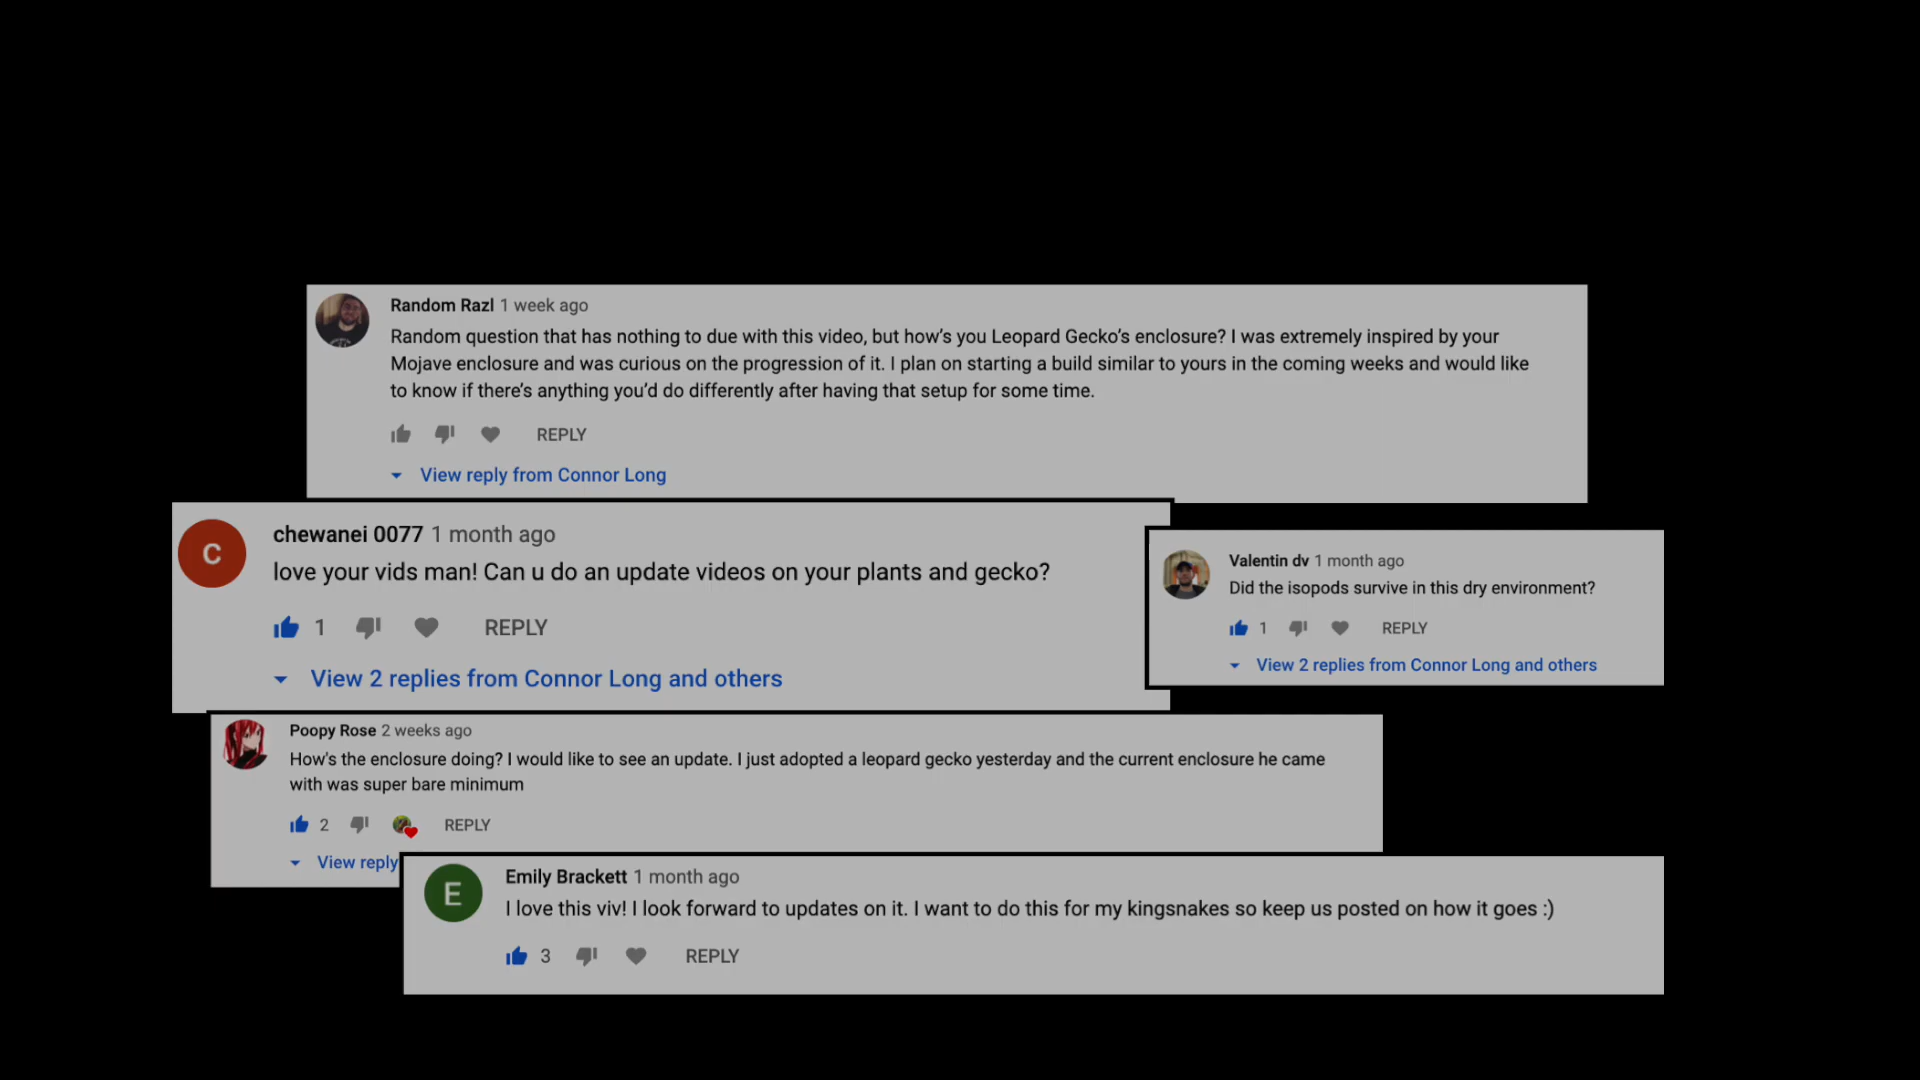 Random Razl 1 week ago
Random question that has nothing to due with this video, but how's you Leopard Gecko's enclosure? I was extremely inspired by your
Mojave enclosure and was curious on the progression of it. I plan on starting a build similar to yours in the coming weeks and would like
to know if there's anything you'd do differently after having that setup for some time.
REPLY
View reply from Connor Long
C
chewanei 0077 1 month ago
love your vids man! Can u do an update videos on your plants and gecko?
1 REPLY
View 2 replies from Connor Long and others
Valentin dv 1 month ago
Did the isopods survive in this dry environment?
1 REPLY
View 2 replies from Connor Long and others
Poopy Rose 2 weeks ago
How's the enclosure doing? I would like to see an update. I just adopted a leopard gecko yesterday and the current enclosure he came
with was super bare minimum
2 REPLY
View reply
E
Emily Brackett 1 month ago
I love this viv! I look forward to updates on it. I want to do this for my kingsnakes so keep us posted on how it goes :)
3 REPLY